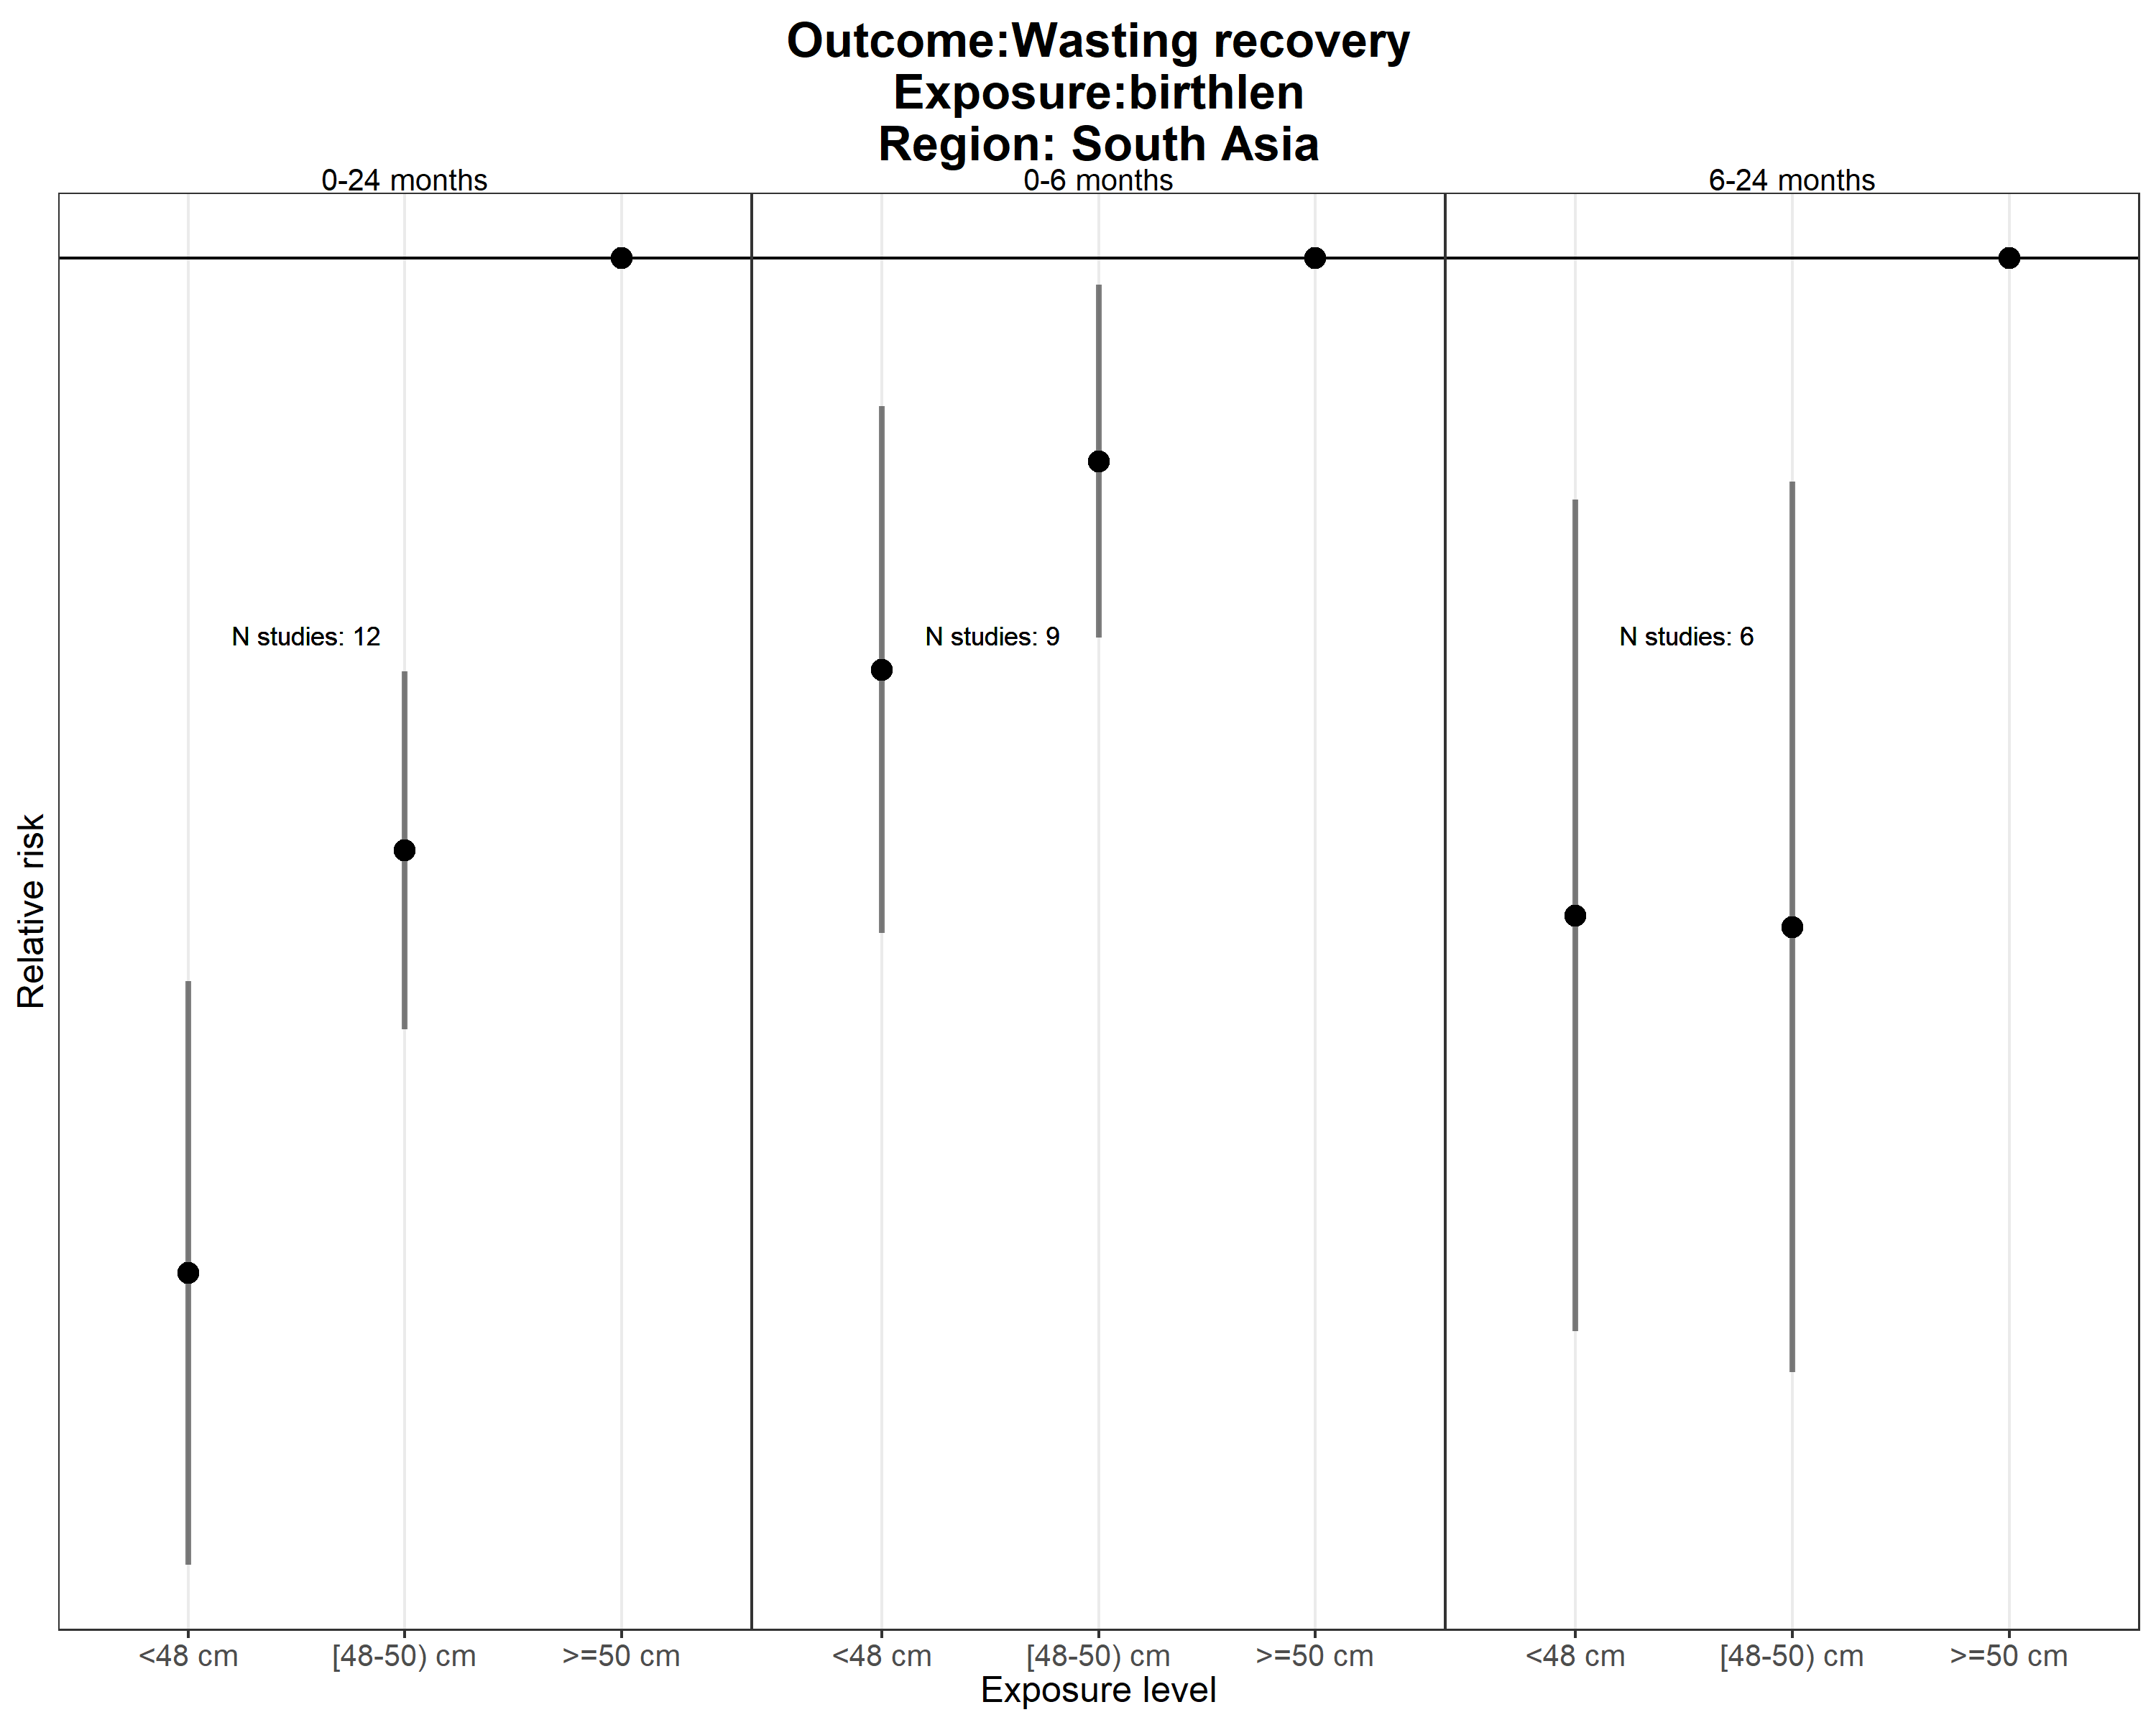 Outcome:Wasting recovery
Exposure:birthlen
Region: South Asia
0-24 months
0-6 months
6-24 months
N studies: 12
N studies: 9
N studies: 6
Relative risk
<48 cm
[48-50) cm
>=50 cm
<48 cm
[48-50) cm
>=50 cm
<48 cm
[48-50) cm
>=50 cm
Exposure level